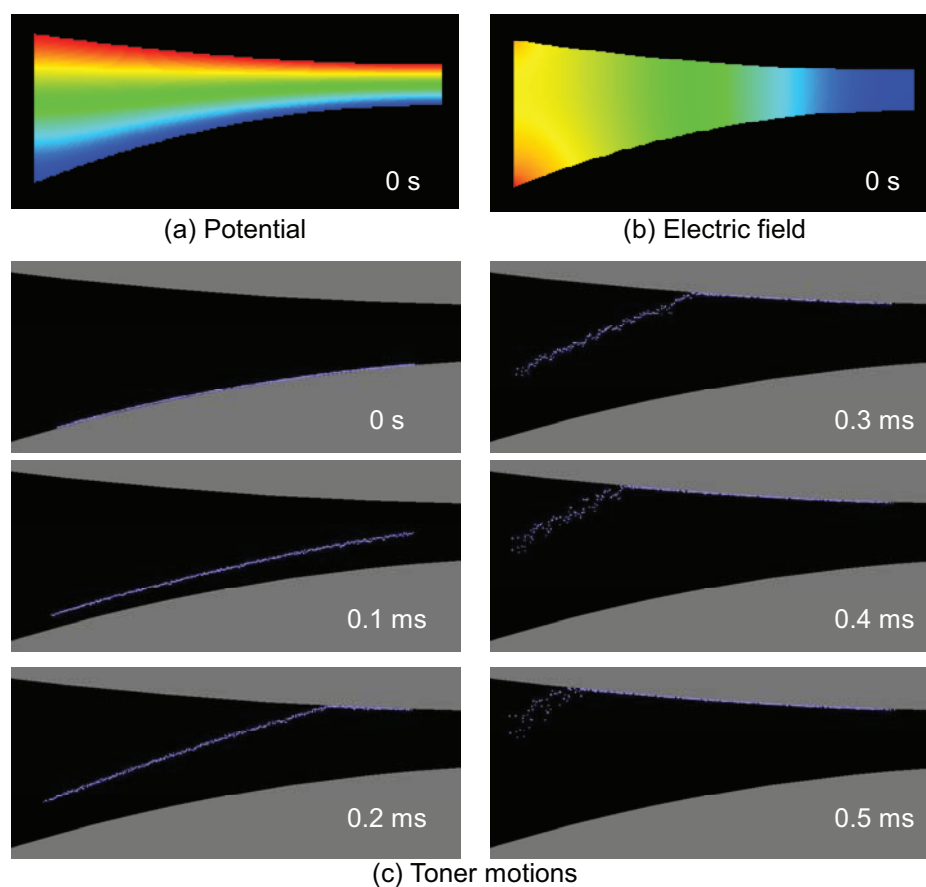 0 s
0 s
(a) Potential
(b) Electric field
0 s
0.3 ms
0.1 ms
0.4 ms
0.2 ms
0.5 ms
(c) Toner motions